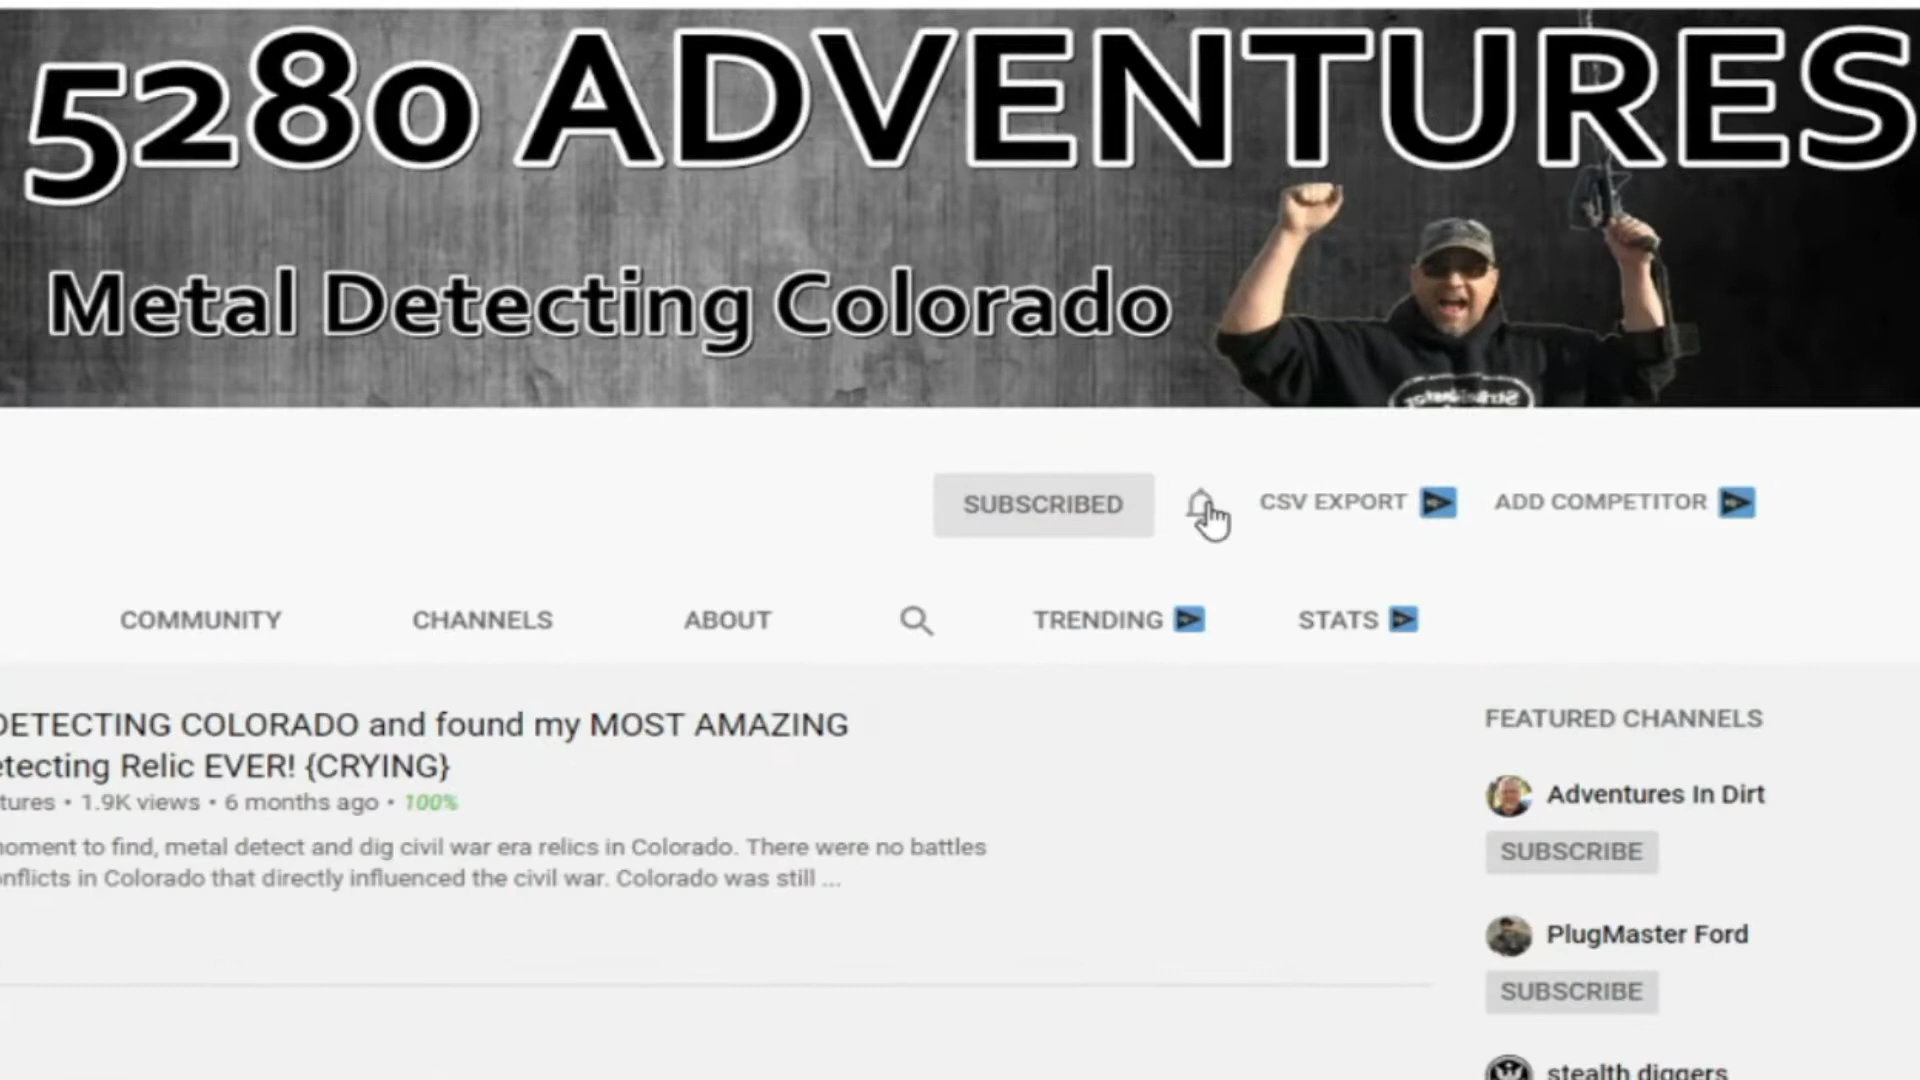 5280 ADVENTURES
Metal Detecting Colorado
SUBSCRIBED
CSV EXPORT
ADD COMPETITOR
COMMUNITY
CHANNELS
ABOUT
TRENDING
STATS
DETECTING COLORADO and found my MOST AMAZING
etecting Relic EVER! {CRYING}
tures • 1.9K views • 6 months ago • 100%
noment to find, metal detect and dig civil war era relics in Colorado. There were no battles
onflicts in Colorado that directly influenced the civil war. Colorado was still ...
FEATURED CHANNELS
Adventures In Dirt
SUBSCRIBE
PlugMaster Ford
SUBSCRIBE
stealth diggers